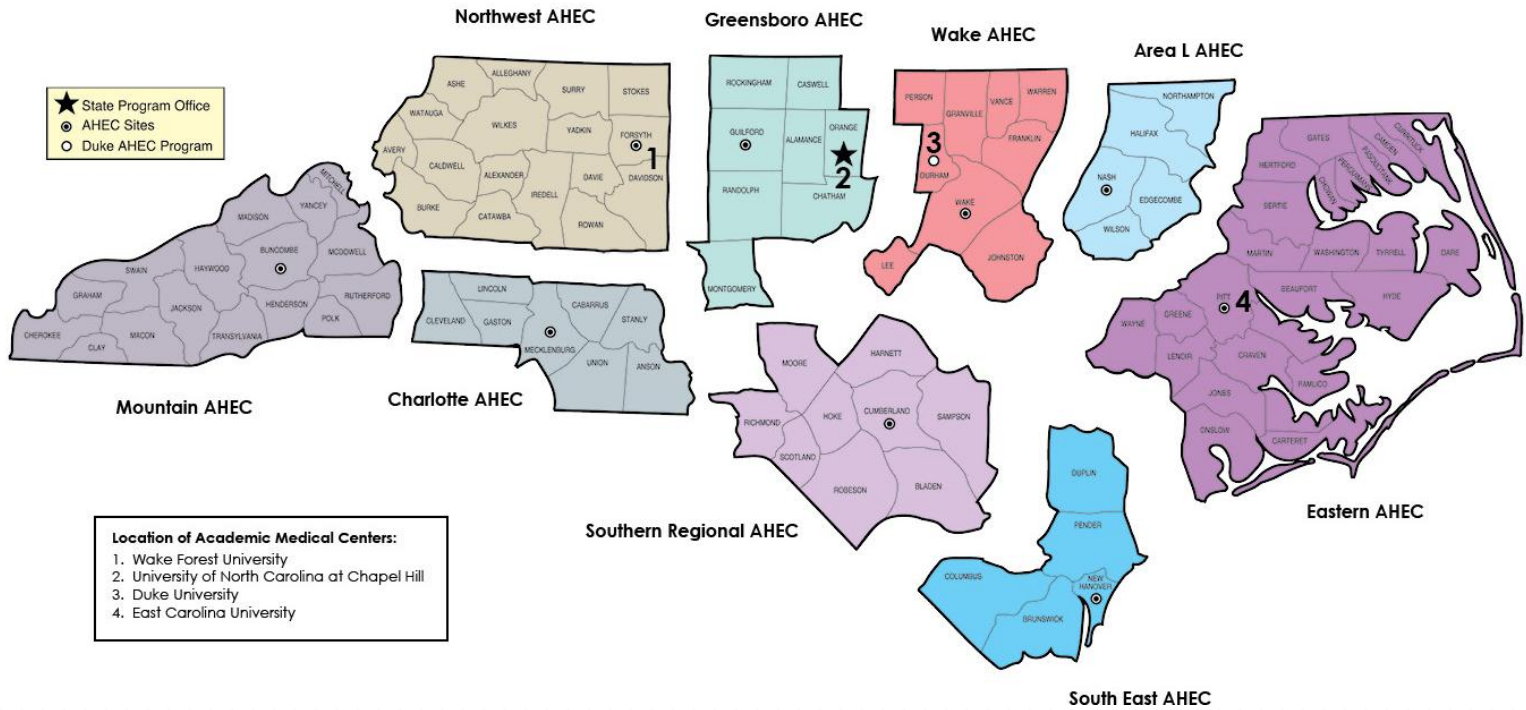 Northwest AHEC
Greensboro AHEC
Wake AHEC
Area L AHEC
State Program Office
AHEC Sites
Duke AHEC Program
ASHE
ALLEGHANY
SURRY
STOKES
WATAUGA
WILKES
YADKIN
FORSYTH
1
AVERY
CALDWELL
ALEXANDER
DAVIE
DAVIDSON
IREDELL
BURKE
CATAWBA
ROWAN
ROCKINGHAM
CASWELL
GUILFORD
ALAMANCE
ORANGE
2
RANDOLPH
CHATHAM
MONTGOMERY
PERSON
GRANVILLE
VANCE
WARREN
FRANKLIN
3
DURHAM
WAKE
LEE
JOHNSTON
NORTHAMPTON
HALIFAX
NASH
EDGECOMBE
WILSON
GATES
CURRITUCK
CAMDEN
PASQUOTANK
PERQUIMANS
CHOWAN
HERTFORD
BERTIE
MARTIN
WASHINGTON
TYRRELL
DARE
BEAUFORT
HYDE
PITT
4
GREENE
WAYNE
LENOIR
CRAVEN
PAMLICO
JONES
ONSLOW
CARTERET
Eastern AHEC
MITCHELL
YANCEY
MADISON
BUNCOMBE
MCDOWELL
HAYWOOD
SWAIN
GRAHAM
JACKSON
HENDERSON
RUTHERFORD
POLK
CHEROKEE
MACON
TRANSYLVANIA
CLAY
Mountain AHEC
LINCOLN
CABARRUS
STANLY
CLEVELAND
GASTON
MECKLENBURG
UNION
ANSON
Charlotte AHEC
MOORE
HARNETT
RICHMOND
HOKE
CUMBERLAND
SAMPSON
SCOTLAND
ROBESON
BLADEN
Southern Regional AHEC
DUPLIN
PENDER
COLUMBUS
NEW
HANOVER
BRUNSWICK
South East AHEC
Location of Academic Medical Centers:
1. Wake Forest University
2. University of North Carolina at Chapel Hill
3. Duke University
4. East Carolina University